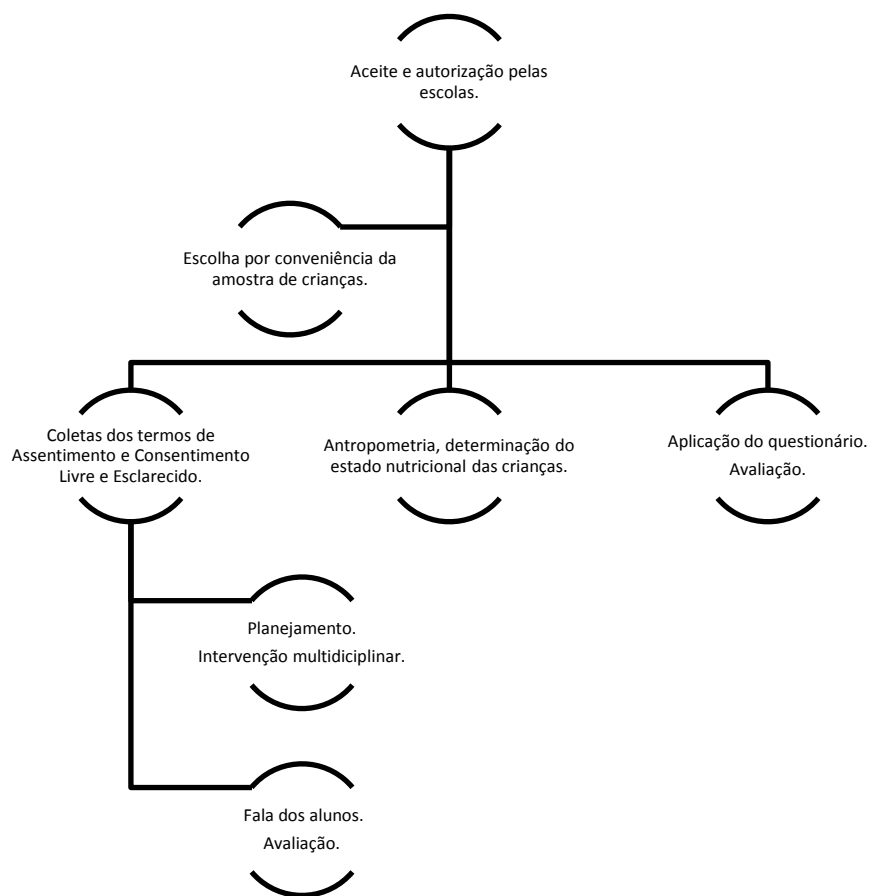 Aceite e autorização pelas
escolas.
Escolha por conveniência da
amostra de crianças.
Coletas dos termos de
Assentimento e Consentimento
Livre e Esclarecido.
Antropometria, determinação do
estado nutricional das crianças.
Aplicação do questionário.
Avaliação.
Planejamento.
Intervenção multidiciplinar.
Fala dos alunos.
Avaliação.